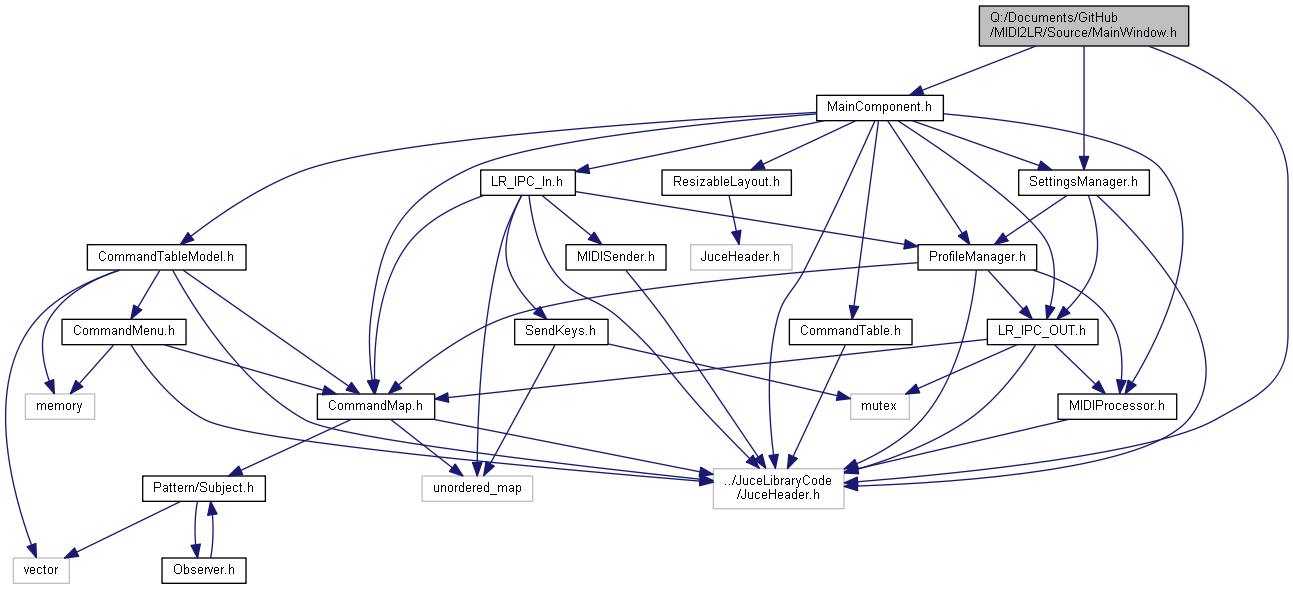 Q:/Documents/GitHub
/MIDI2LR/Source/MainWindow.h
MainComponent.h
LR_IPC_In.h
ResizableLayout.h
SettingsManager.h
CommandTableModel.h
MIDISender.h
JuceHeader.h
ProfileManager.h
CommandMenu.h
SendKeys.h
CommandTable.h
LR_IPC_OUT.h
memory
CommandMap.h
mutex
MIDIProcessor.h
Pattern/Subject.h
unordered_map
../JuceLibraryCode
/JuceHeader.h
vector
Observer.h